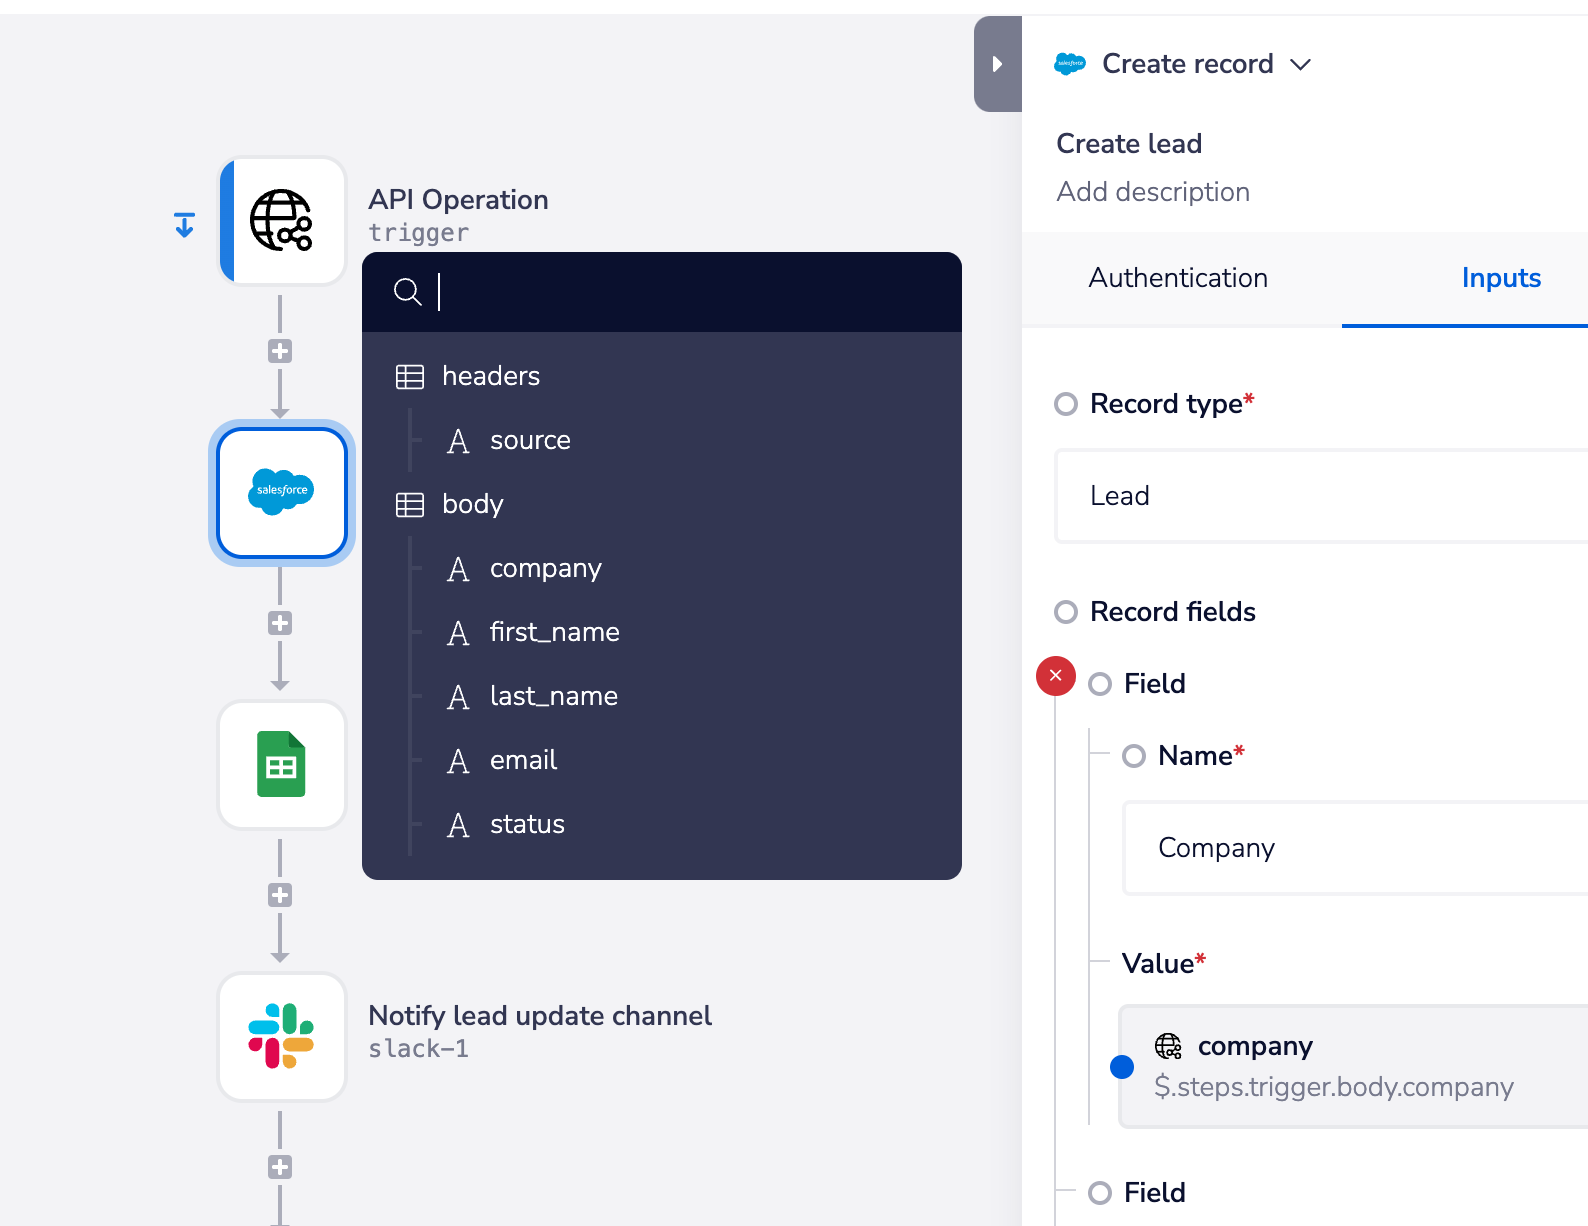 API Operation
trigger
headers
source
body
company
first_name
last_name
email
status
salesforce
Notify lead update channel
slack-1
salesforce
Create record
Create lead
Add description
Authentication
Inputs
Record type*
Lead
Record fields
Field
Name*
Company
Value*
company
$.steps.trigger.body.company
Field